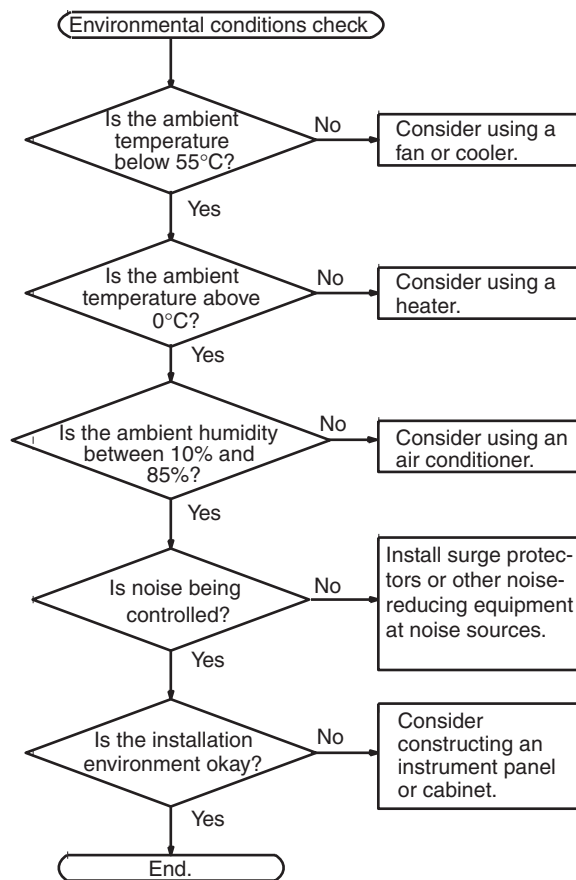 Environmental conditions check
Is the ambient
temperature
below 55°C?
No
Consider using a
fan or cooler.
Yes
Is the ambient
temperature above
0°C?
No
Consider using a
heater.
Yes
Is the ambient humidity
between 10% and
85%?
No
Consider using an
air conditioner.
Yes
Is noise being
controlled?
No
Install surge protec-
tors or other noise-
reducing equipment
at noise sources.
Yes
Is the installation
environment okay?
No
Consider
constructing an
instrument panel
or cabinet.
Yes
End.